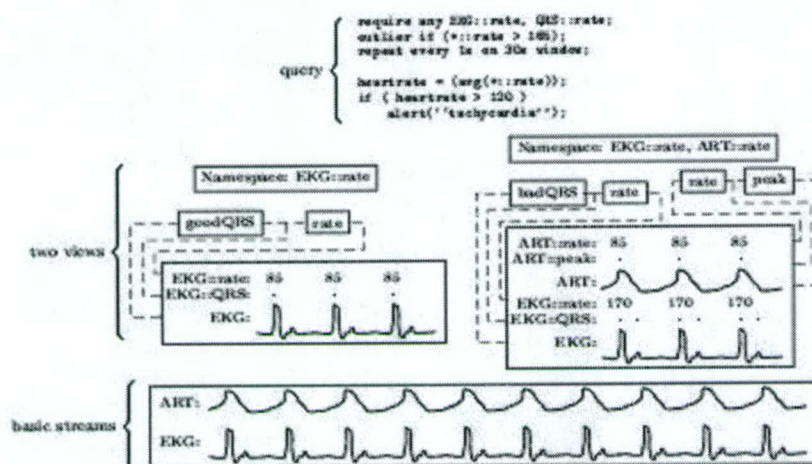 require any EKG::rate, QRS::rate;
outlier if (*::rate > 165);
repeat every 1s on 30s window;
query
heartrate = (avg(*::rate));
if ( heartrate > 120 )
alert(''tachycardia'');
Namespace: EKG::rate, ART::rate
Namespace: EKG::rate
badQRS rate rate peak
goodQRS rate
two views
ART::rate: 85 85 85
ART::peak:
ART:
EKG::rate: 170 170 170
EKG::QRS:
EKG:
EKG::rate: 85 85 85
EKG::QRS:
EKG:
basic streams
ART:
EKG: